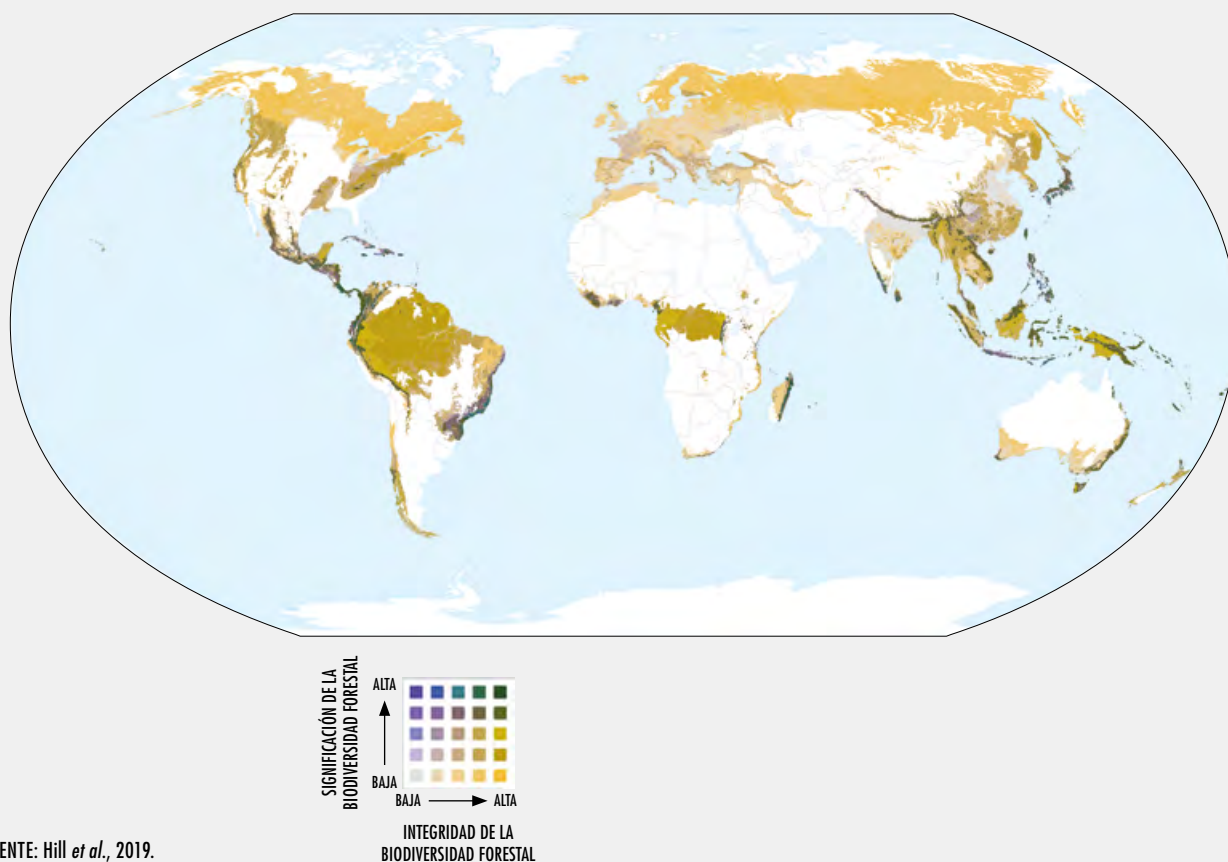 SIGNIFICACIÓN DE LA
BIODIVERSIDAD FORESTAL
ALTA
BAJA
BAJA
ALTA
INTEGRIDAD DE LA
BIODIVERSIDAD FORESTAL
ENTE: Hill et al., 2019.